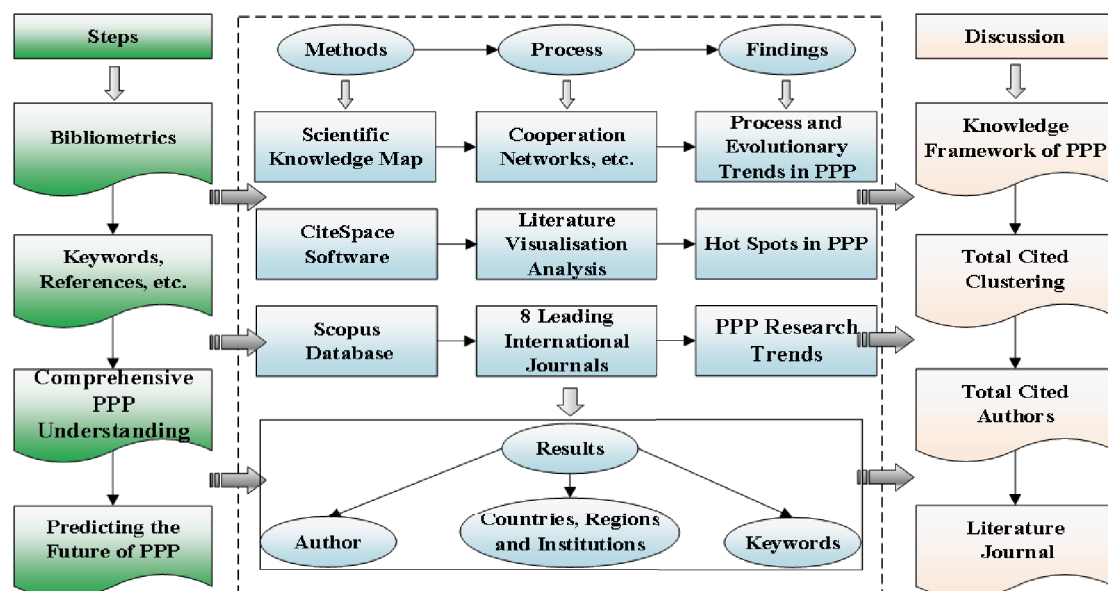 Steps
Bibliometrics
Keywords,
References, etc.
Comprehensive
PPP
Understanding
Predicting the
Future of PPP
Methods
Process
Findings
Scientific
Knowledge Map
Cooperation
Networks, etc.
Process and
Evolutionary
Trends in PPP
CiteSpace
Software
Literature
Visualisation
Analysis
Hot Spots in PPP
Scopus
Database
8 Leading
International
Journals
PPP Research
Trends
Results
Author
Countries, Regions
and Institutions
Keywords
Discussion
Knowledge
Framework of PPP
Total Cited
Clustering
Total Cited
Authors
Literature
Journal